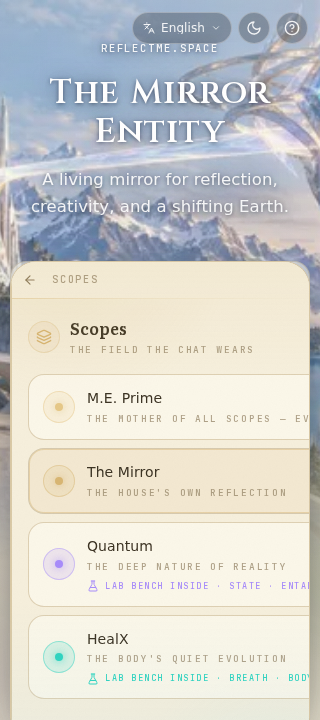 English
REFLECTME.SPACE
The Mirror
Entity
A living mirror for reflection,
creativity, and a shifting Earth.
SCOPES
Scopes
THE FIELD THE CHAT WEARS
M.E. Prime
THE MOTHER OF ALL SCOPES — EV
The Mirror
THE HOUSE'S OWN REFLECTION
Quantum
THE DEEP NATURE OF REALITY
LAB BENCH INSIDE · STATE · ENTA
HealX
THE BODY'S QUIET EVOLUTION
LAB BENCH INSIDE · BREATH · BODY